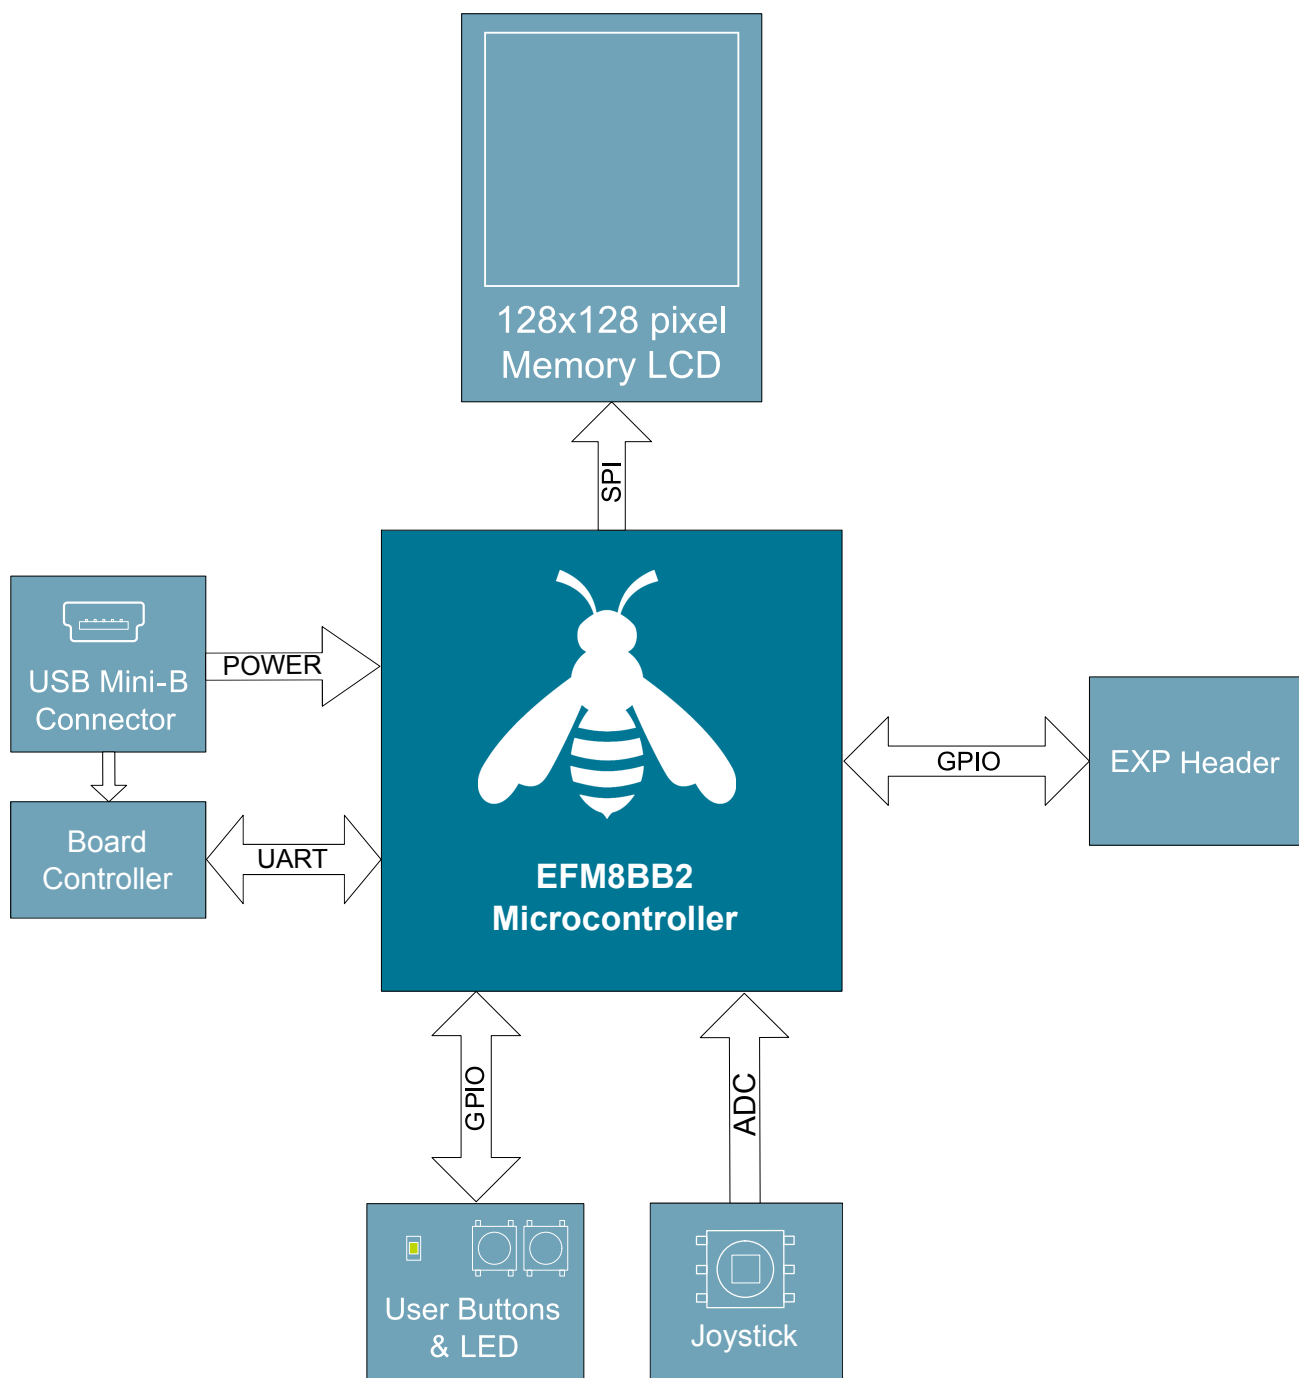 128x128 pixel
Memory LCD
SPI
USB Mini-B
Connector
POWER
EXP Header
GPIO
Board
Controller
UART
EFM8BB2
Microcontroller
GPIO
ADC
User Buttons
& LED
Joystick